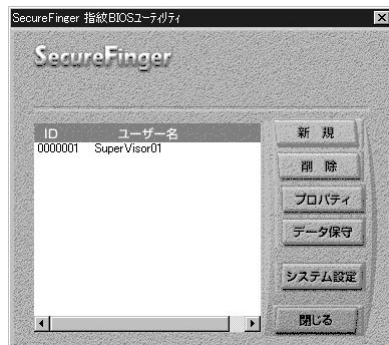 SecureFinger 指紋BIOSユーティリティ
SecureFinger
ID ユーザー名
0000001 SuperVisor01
新 規
削 除
プロパティ
データ保守
システム設定
閉じる